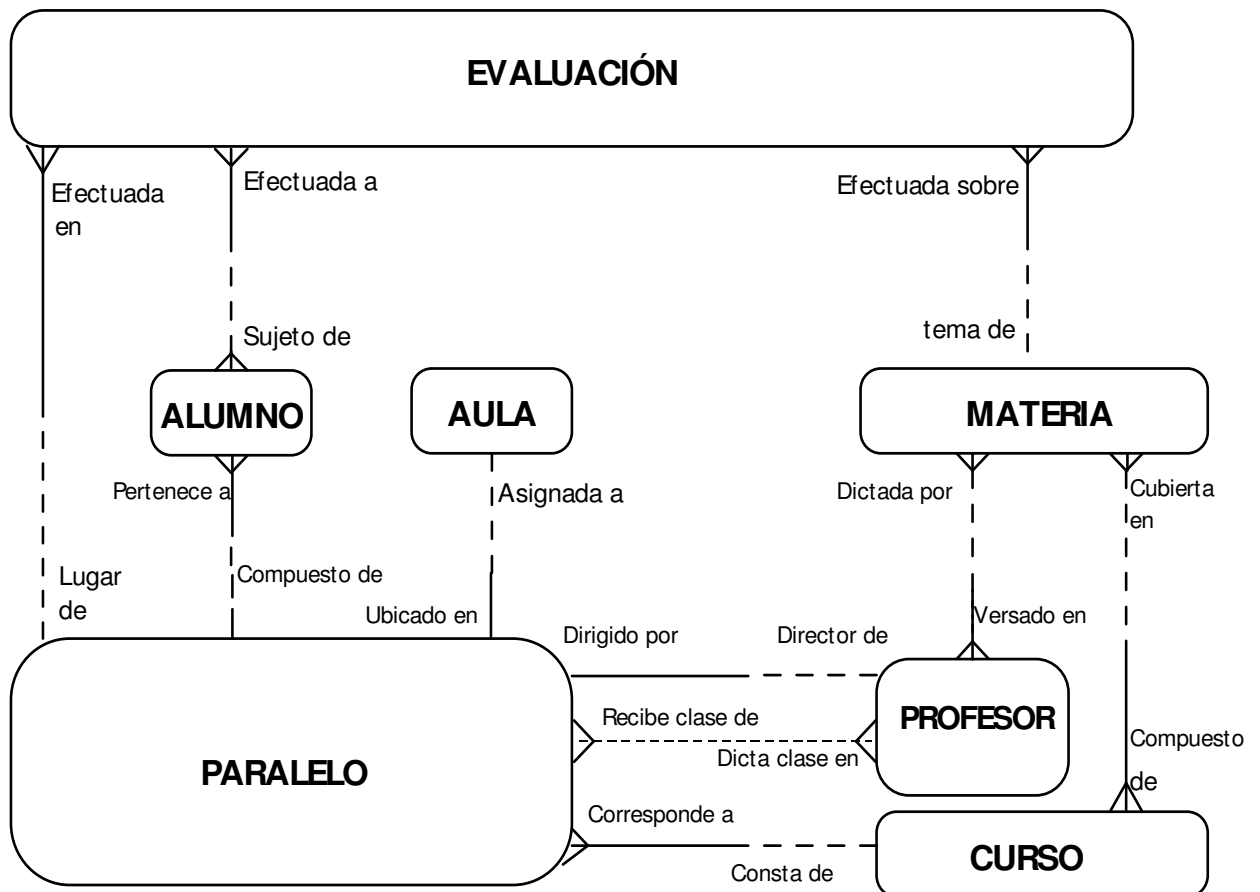 EVALUACIÓN
Efectuada
en
Efectuada a
Efectuada sobre
Sujeto de
tema de
ALUMNO
AULA
MATERIA
Pertenece a
Asignada a
Dictada por
Cubierta
en
Lugar
de
Compuesto de
Ubicado en
Versado en
Dirigido por
Director de
PROFESOR
Recibe clase de
Dicta clase en
Compuesto
de
PARALELO
Corresponde a
Consta de
CURSO